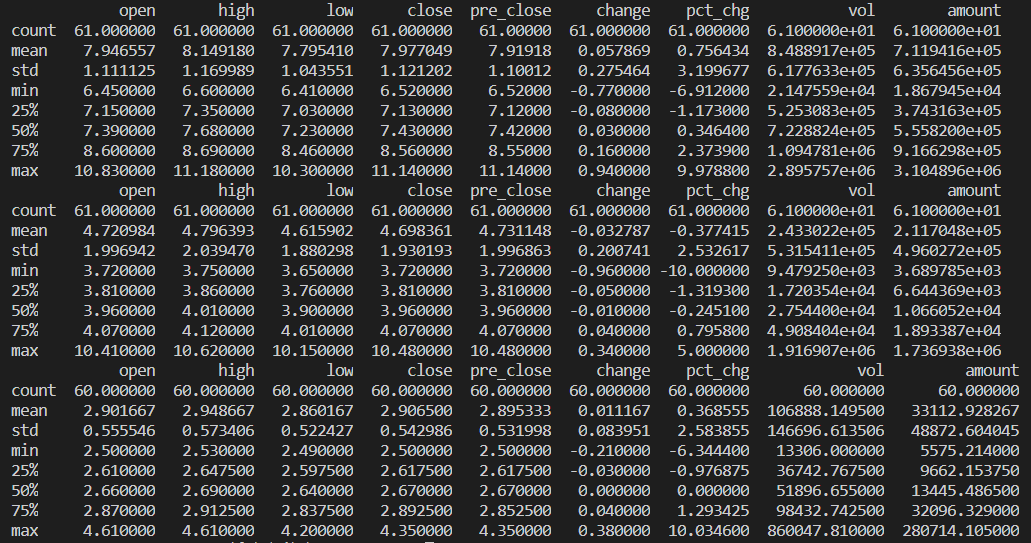 open high low close pre_close change pct_chg vol amount
count 61.000000 61.000000 61.000000 61.000000 61.00000 61.000000 61.000000 6.100000e+01 6.100000e+01
mean 7.946557 8.149180 7.795410 7.977049 7.91918 0.057869 0.756434 8.488917e+05 7.119416e+05
std 1.111125 1.169989 1.043551 1.121202 1.10012 0.275464 3.199677 6.177633e+05 6.356456e+05
min 6.450000 6.600000 6.410000 6.520000 6.52000 -0.770000 -6.912000 2.147559e+04 1.867945e+04
25% 7.150000 7.350000 7.030000 7.130000 7.12000 -0.080000 -1.173000 5.253083e+05 3.743163e+05
50% 7.390000 7.680000 7.230000 7.430000 7.42000 0.030000 0.346400 7.228824e+05 5.558200e+05
75% 8.600000 8.690000 8.460000 8.560000 8.55000 0.160000 2.373900 1.094781e+06 9.166298e+05
max 10.830000 11.180000 10.300000 11.140000 11.14000 0.940000 9.978800 2.895757e+06 3.104896e+06
open high low close pre_close change pct_chg vol amount
count 61.000000 61.000000 61.000000 61.000000 61.000000 61.000000 61.000000 6.100000e+01 6.100000e+01
mean 4.720984 4.796393 4.615902 4.698361 4.731148 -0.032787 -0.377415 2.433022e+05 2.117048e+05
std 1.996942 2.039470 1.880298 1.930193 1.996863 0.200741 2.532617 5.315411e+05 4.960272e+05
min 3.720000 3.750000 3.650000 3.720000 3.720000 -0.960000 -10.000000 9.479250e+03 3.689785e+03
25% 3.810000 3.860000 3.760000 3.810000 3.810000 -0.050000 -1.319300 1.720354e+04 6.644369e+03
50% 3.960000 4.010000 3.900000 3.960000 3.960000 -0.010000 -0.245100 2.754400e+04 1.066052e+04
75% 4.070000 4.120000 4.010000 4.070000 4.070000 0.040000 0.795800 4.908404e+04 1.893387e+04
max 10.410000 10.620000 10.150000 10.480000 10.480000 0.340000 5.000000 1.916907e+06 1.736938e+06
open high low close pre_close change pct_chg vol amount
count 60.000000 60.000000 60.000000 60.000000 60.000000 60.000000 60.000000 60.000000 60.000000
mean 2.901667 2.948667 2.860167 2.906500 2.895333 0.011167 0.368555 106888.149500 33112.928267
std 0.555546 0.573406 0.522427 0.542986 0.531998 0.083951 2.583855 146696.613506 48872.604045
min 2.500000 2.530000 2.490000 2.500000 2.500000 -0.210000 -6.344400 13306.000000 5575.214000
25% 2.610000 2.647500 2.597500 2.617500 2.617500 -0.030000 -0.976875 36742.767500 9662.153750
50% 2.660000 2.690000 2.640000 2.670000 2.670000 0.000000 0.000000 51896.655000 13445.486500
75% 2.870000 2.912500 2.837500 2.892500 2.852500 0.040000 1.293425 98432.742500 32096.329000
max 4.610000 4.610000 4.200000 4.350000 4.350000 0.380000 10.034600 860047.810000 280714.105000